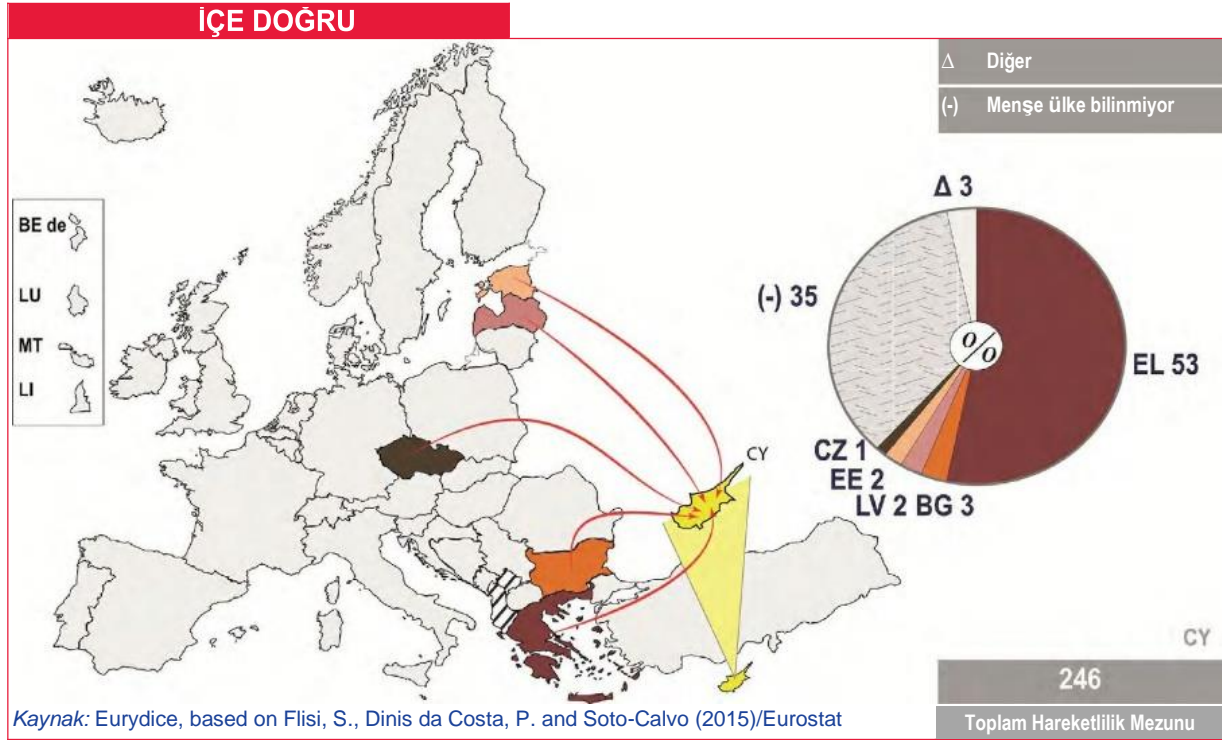 İÇE DOĞRU
Δ Diğer
(-) Menşe ülke bilinmiyor
BE de
LU
MT
LI
CY
Δ 3
(-) 35
%
EL 53
CZ 1
EE 2
LV 2 BG 3
CY
246
Toplam Hareketlilik Mezunu
Kaynak: Eurydice, based on Flisi, S., Dinis da Costa, P. and Soto-Calvo (2015)/Eurostat